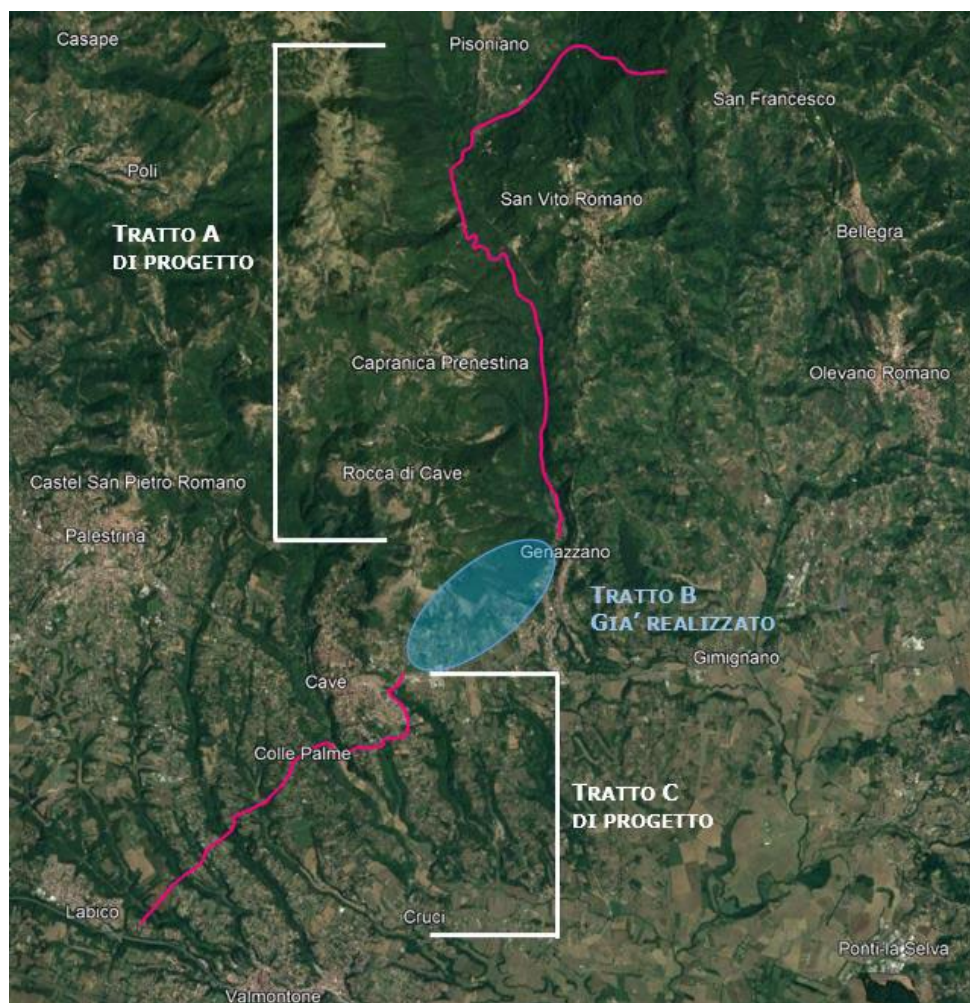 Casape
Pisoniano
San Francesco
Poli
San Vito Romano
TRATTO A
DI PROGETTO
Bellegra
Capranica Prenestina
Olevano Romano
Rocca di Cave
Castel San Pietro Romano
Palestrina
Genazzano
TRATTO B
GIA’ REALIZZATO
Gimignano
Cave
Colle Palme
TRATTO C
DI PROGETTO
Labico
Cruci
Ponti-la Selva
Valmontone